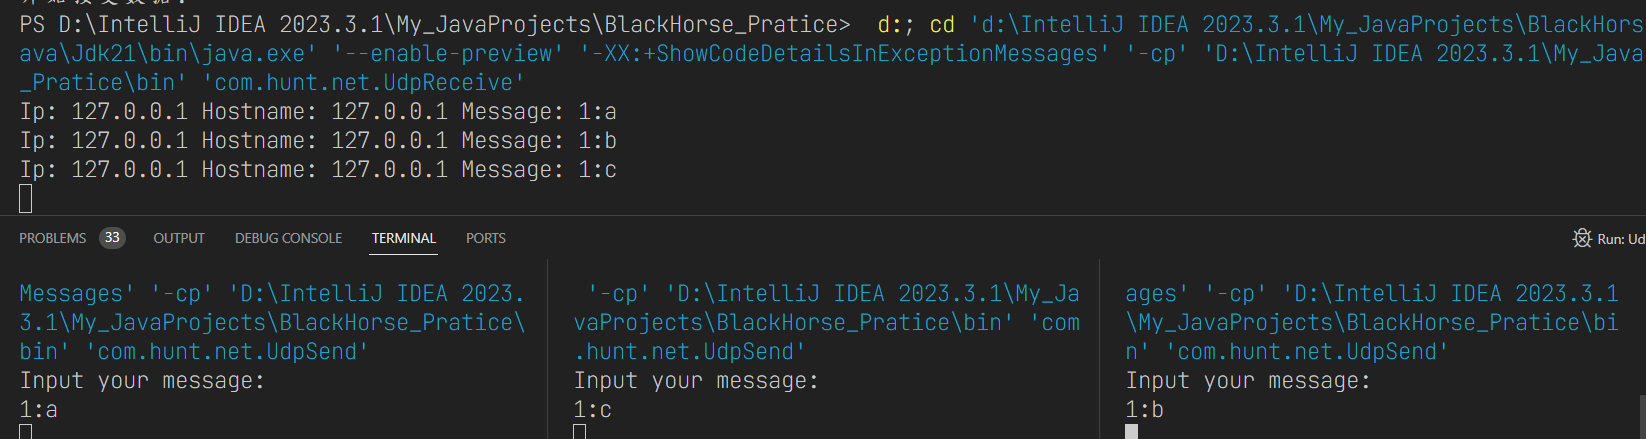 PS D:\IntelliJ IDEA 2023.3.1\My_JavaProjects\BlackHorse_Pratice>  d:; cd 'd:\IntelliJ IDEA 2023.3.1\My_JavaProjects\BlackHors
ava\Jdk21\bin\java.exe' '--enable-preview' '-XX:+ShowCodeDetailsInExceptionMessages' '-cp' 'D:\IntelliJ IDEA 2023.3.1\My_Java
_Pratice\bin' 'com.hunt.net.UdpReceive'
Ip: 127.0.0.1 Hostname: 127.0.0.1 Message: 1:a
Ip: 127.0.0.1 Hostname: 127.0.0.1 Message: 1:b
Ip: 127.0.0.1 Hostname: 127.0.0.1 Message: 1:c
PROBLEMS 33 OUTPUT DEBUG CONSOLE TERMINAL PORTS
Run: Ud
Messages' '-cp' 'D:\IntelliJ IDEA 2023.
3.1\My_JavaProjects\BlackHorse_Pratice\
bin' 'com.hunt.net.UdpSend'
Input your message:
1:a
'-cp' 'D:\IntelliJ IDEA 2023.3.1\My_Ja
vaProjects\BlackHorse_Pratice\bin' 'com
.hunt.net.UdpSend'
Input your message:
1:c
ages' '-cp' 'D:\IntelliJ IDEA 2023.3.1
\My_JavaProjects\BlackHorse_Pratice\bi
n' 'com.hunt.net.UdpSend'
Input your message:
1:b